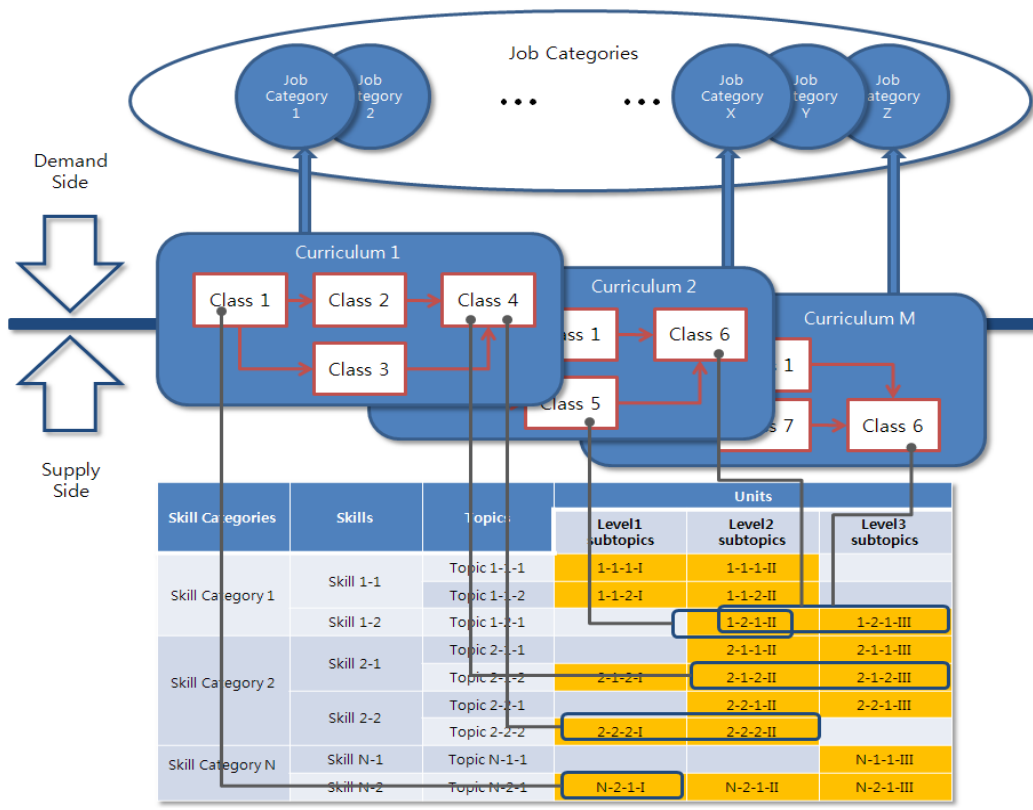 Job Categories
Job
Category
1
Job
Category
2
... ...
Job
Category
X
Job
Category
Y
Job
Category
Z
Demand
Side
Supply
Side
Curriculum 1
Class 1
Class 2
Class 4
Class 3
Curriculum 2
Class 1
Class 6
Class 5
Curriculum M
1
Class 6
7
Skill Categories
Skills
Topics
Units
Level1
subtopics
Level2
subtopics
Level3
subtopics
Skill Category 1
Skill 1-1
Topic 1-1-1
1-1-1-I
1-1-1-II
Topic 1-1-2
1-1-2-I
1-1-2-II
Skill 1-2
Topic 1-2-1
1-2-1-II
1-2-1-III
Skill Category 2
Skill 2-1
Topic 2-1-1
2-1-1-II
2-1-1-III
Topic 2-1-2
2-1-2-I
2-1-2-II
2-1-2-III
Skill 2-2
Topic 2-2-1
2-2-1-II
2-2-1-III
Topic 2-2-2
2-2-2-I
2-2-2-II
Skill Category N
Skill N-1
Topic N-1-1
N-1-1-III
Skill N-2
Topic N-2-1
N-2-1-I
N-2-1-II
N-2-1-III